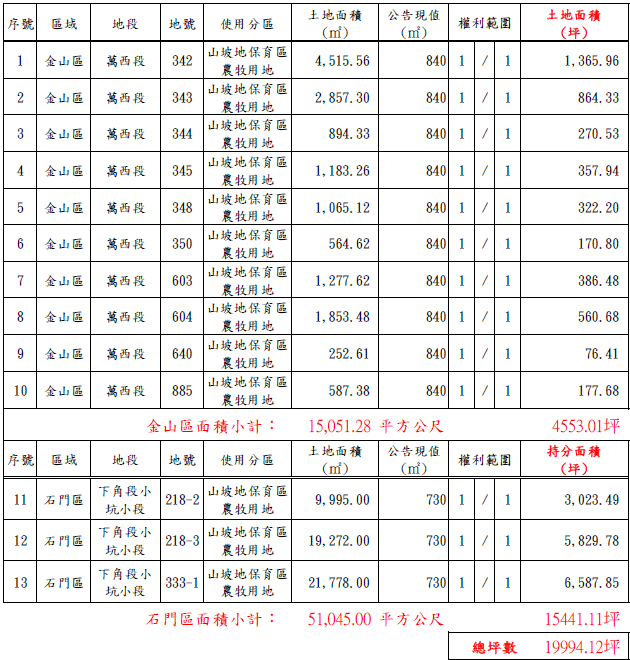 序號 區域 地段 地號 使用分區 土地面積(㎡) 公告現值(㎡) 權利範圍 土地面積(坪)
1 金山區 萬西段 342 山坡地保育區農牧用地 4,515.56 840 1 / 1 1,365.96
2 金山區 萬西段 343 山坡地保育區農牧用地 2,857.30 840 1 / 1 864.33
3 金山區 萬西段 344 山坡地保育區農牧用地 894.33 840 1 / 1 270.53
4 金山區 萬西段 345 山坡地保育區農牧用地 1,183.26 840 1 / 1 357.94
5 金山區 萬西段 348 山坡地保育區農牧用地 1,065.12 840 1 / 1 322.20
6 金山區 萬西段 350 山坡地保育區農牧用地 564.62 840 1 / 1 170.80
7 金山區 萬西段 603 山坡地保育區農牧用地 1,277.62 840 1 / 1 386.48
8 金山區 萬西段 604 山坡地保育區農牧用地 1,853.48 840 1 / 1 560.68
9 金山區 萬西段 640 山坡地保育區農牧用地 252.61 840 1 / 1 76.41
10 金山區 萬西段 885 山坡地保育區農牧用地 587.38 840 1 / 1 177.68
金山區面積小計： 15,051.28 平方公尺 4553.01坪
序號 區域 地段 地號 使用分區 土地面積(㎡) 公告現值(㎡) 權利範圍 持分面積(坪)
11 石門區 下角段小坑小段 218-2 山坡地保育區農牧用地 9,995.00 730 1 / 1 3,023.49
12 石門區 下角段小坑小段 218-3 山坡地保育區農牧用地 19,272.00 730 1 / 1 5,829.78
13 石門區 下角段小坑小段 333-1 山坡地保育區農牧用地 21,778.00 730 1 / 1 6,587.85
石門區面積小計： 51,045.00 平方公尺 15441.11坪
總坪數 19994.12坪